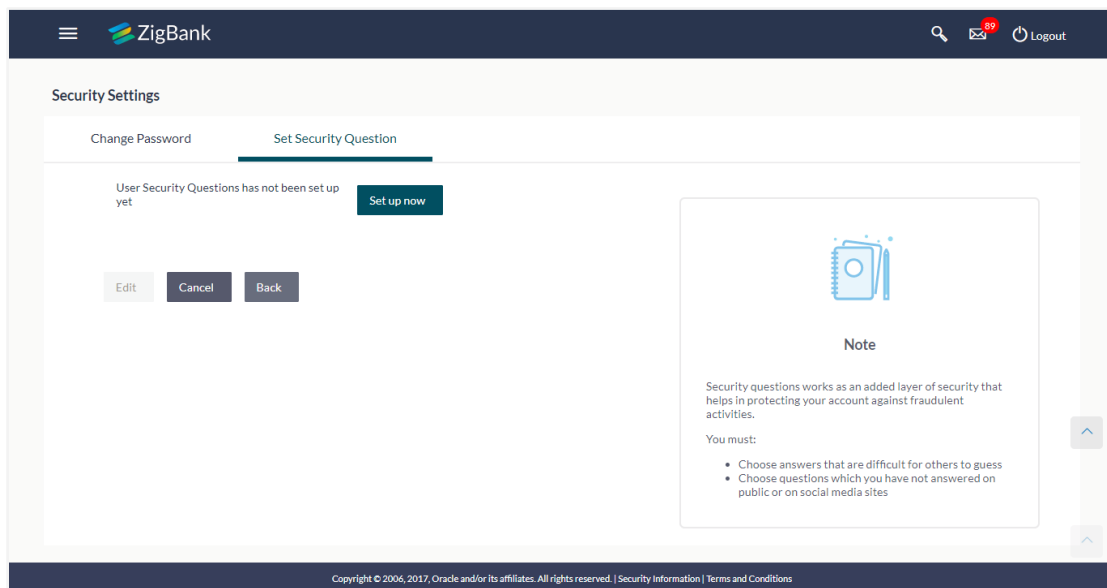 ZigBank
89
Logout
Security Settings
Change Password
Set Security Question
User Security Questions has not been set up
yet
Set up now
Edit
Cancel
Back
Note
Security questions works as an added layer of security that
helps in protecting your account against fraudulent
activities.
You must:
• Choose answers that are difficult for others to guess
• Choose questions which you have not answered on
public or on social media sites
Copyright © 2006, 2017, Oracle and/or its affiliates. All rights reserved. | Security Information | Terms and Conditions